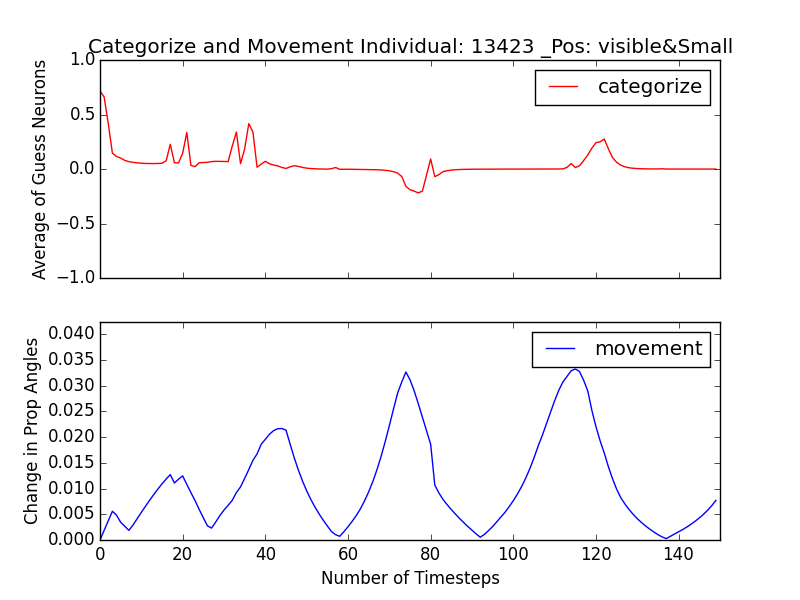 Categorize and Movement Individual: 13423 _Pos: visible&Small
1.0
0.5
0.0
−0.5
−1.0
Average of Guess Neurons
categorize
0.040
0.035
0.030
0.025
0.020
0.015
0.010
0.005
0.000
Change in Prop Angles
movement
0 20 40 60 80 100 120 140
Number of Timesteps